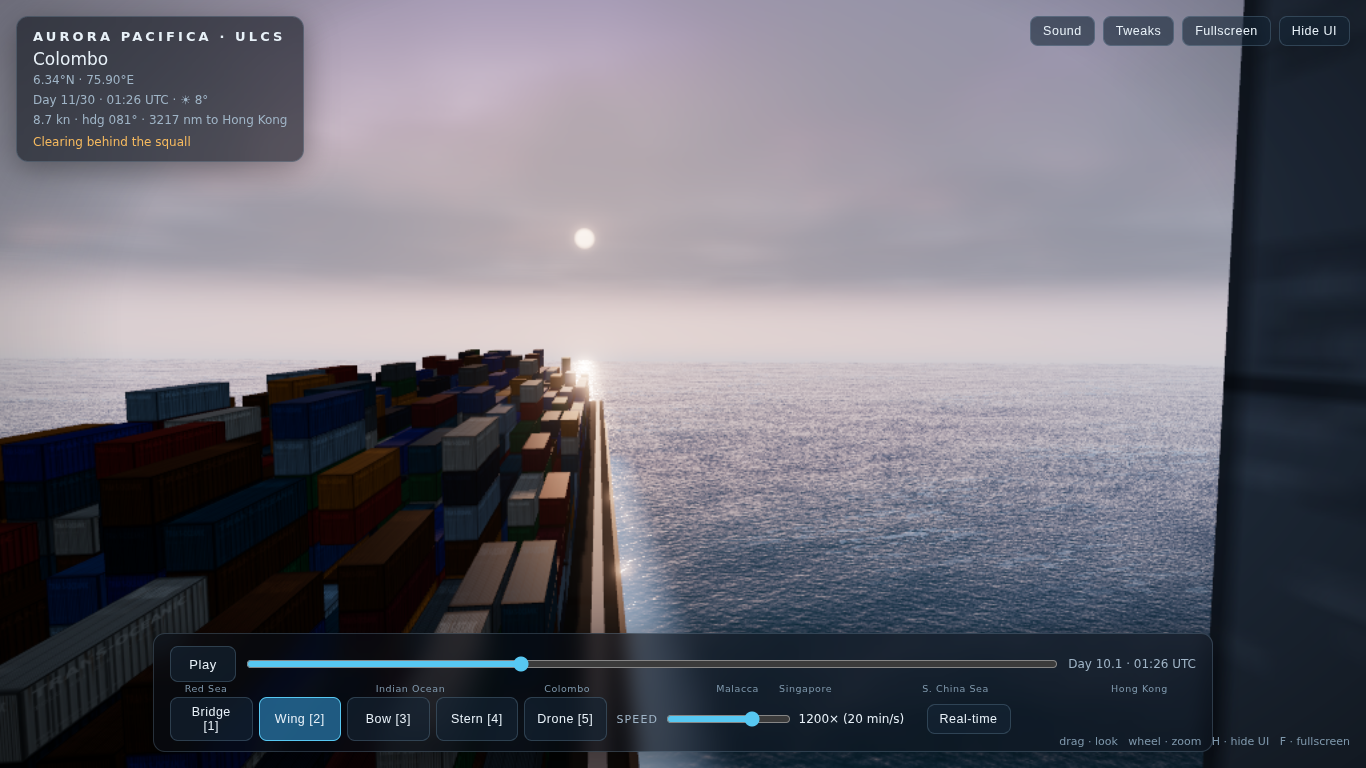 AURORA PACIFICA · ULCS
Colombo
6.34°N · 75.90°E
Day 11/30 · 01:26 UTC · ☀ 8°
8.7 kn · hdg 081° · 3217 nm to Hong Kong
Clearing behind the squall
Sound
Tweaks
Fullscreen
Hide UI
Play
Day 10.1 · 01:26 UTC
Red Sea
Indian Ocean
Colombo
Malacca
Singapore
S. China Sea
Hong Kong
Bridge
[1]
Wing [2]
Bow [3]
Stern [4]
Drone [5]
SPEED
1200× (20 min/s)
Real-time
drag · look wheel · zoom H · hide UI F · fullscreen